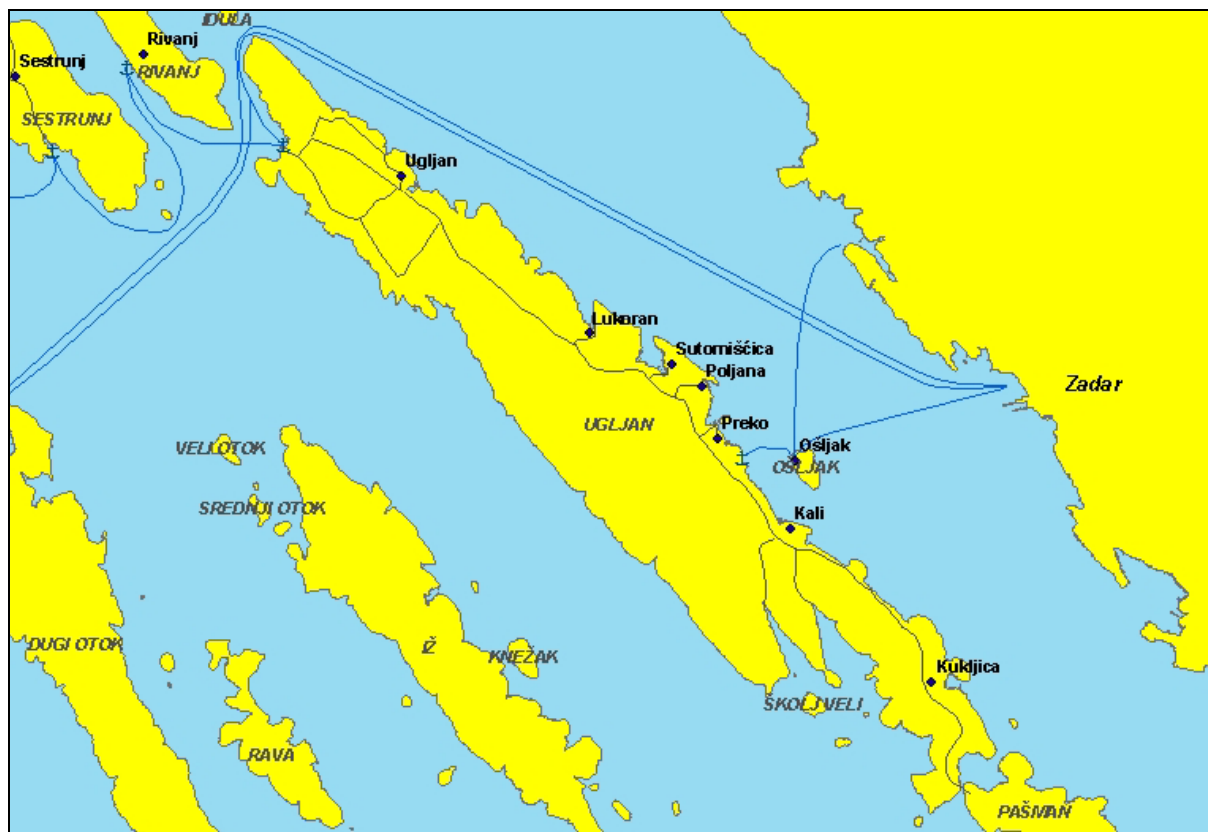 IDULA
Rivanj
Sestrunj
RIVANJ
SESTRUNJ
Ugljan
Lukoran
Sutomišćica
Poljana
Zadar
UGLJAN
Preko
VELI OTOK
Ošljak
OŠLJAK
SREDNJI OTOK
Kali
DUGI OTOK
IŽ
KNEŽAK
Kukljica
ŠKOLJ VELI
RAVA
PAŠMAN